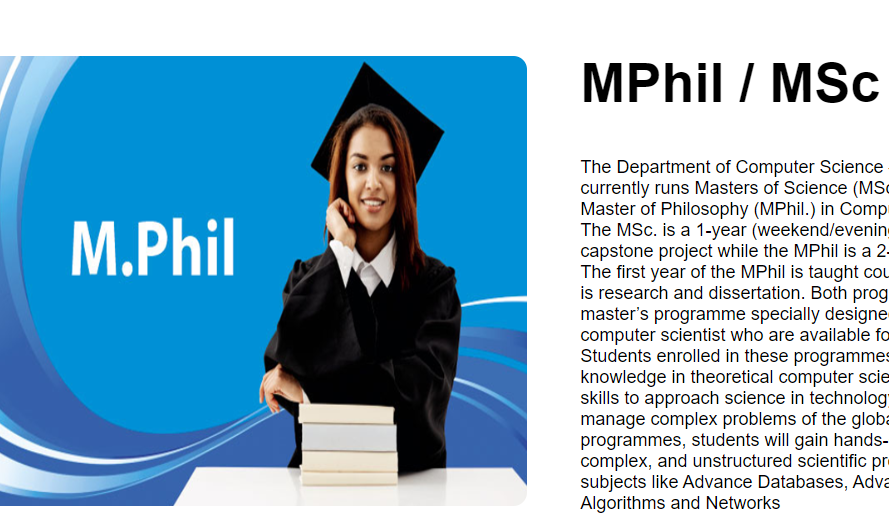 M.Phil
MPhil / MSc
The Department of Computer Science
currently runs Masters of Science (MSc
Master of Philosophy (MPhil.) in Comp
The MSc. is a 1-year (weekend/evening
capstone project while the MPhil is a 2-
The first year of the MPhil is taught cou
is research and dissertation. Both prog
master’s programme specially designe
computer scientist who are available fo
Students enrolled in these programmes
knowledge in theoretical computer scie
skills to approach science in technology
manage complex problems of the globa
programmes, students will gain hands-
complex, and unstructured scientific pr
subjects like Advance Databases, Adva
Algorithms and Networks